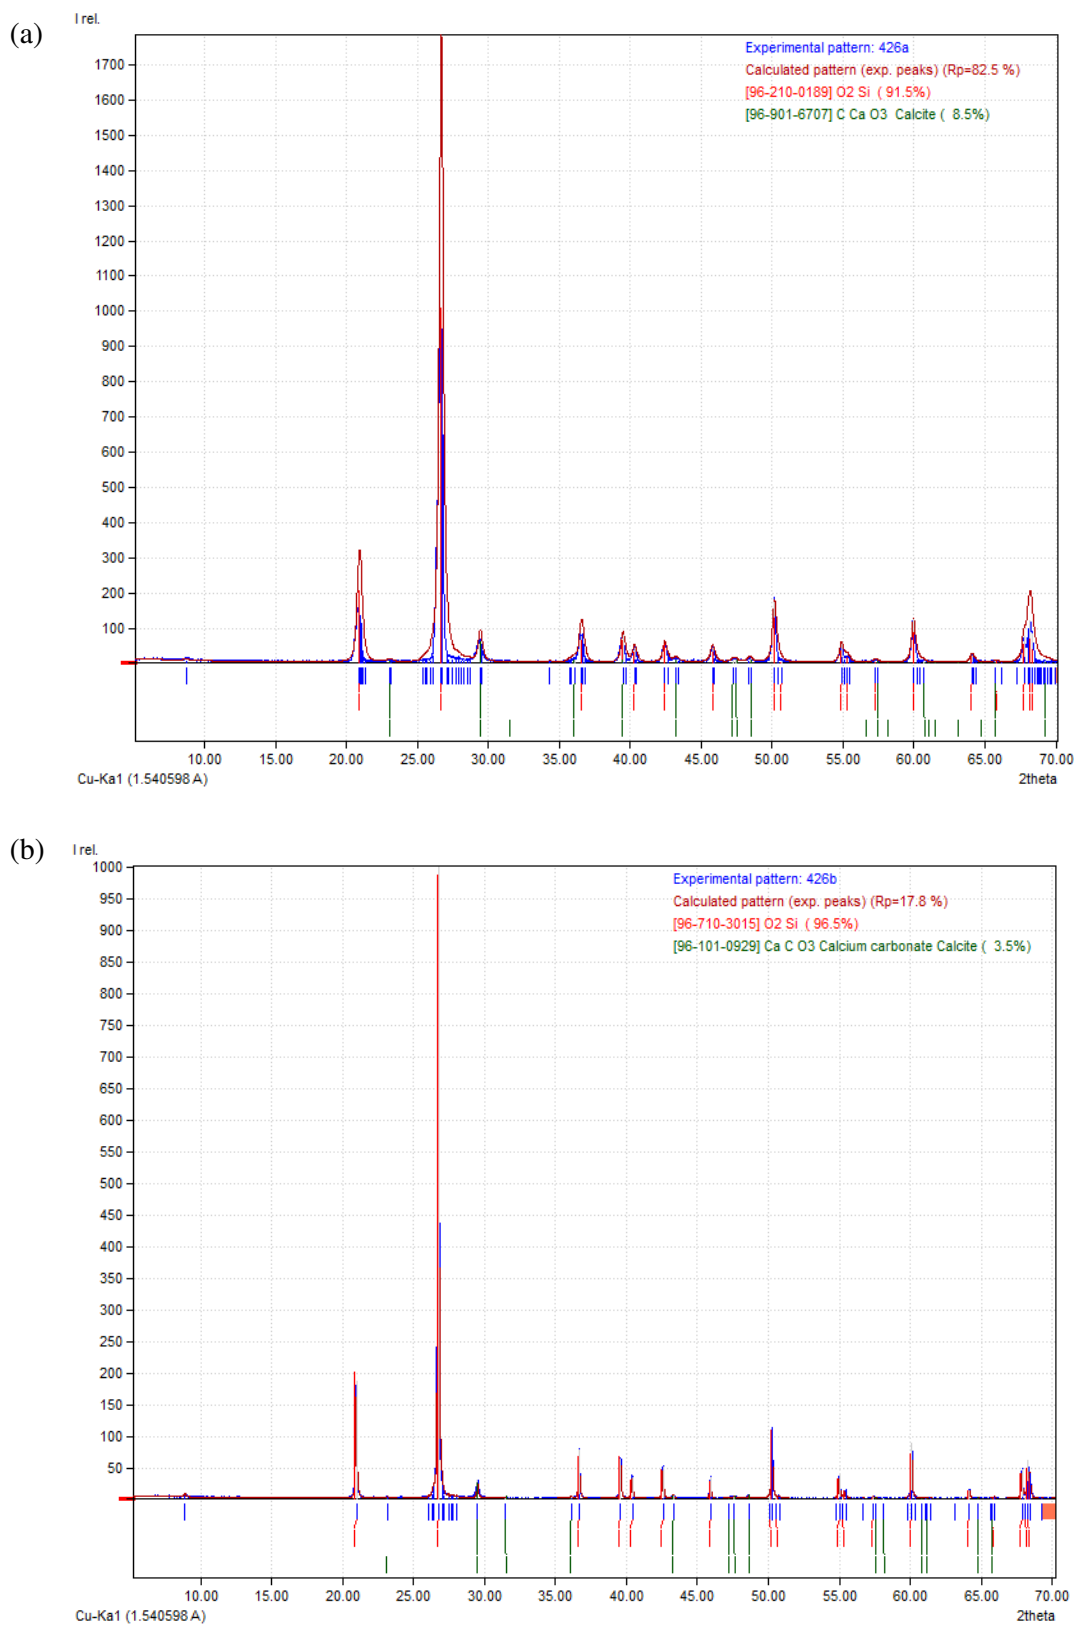 (a)
I rel.
Experimental pattern: 426a
Calculated pattern (exp. peaks) (Rp=82.5 %)
[96-210-0189] O2 Si ( 91.5%)
[96-901-6707] C Ca O3 Calcite ( 8.5%)
1700
1600
1500
1400
1300
1200
1100
1000
900
800
700
600
500
400
300
200
100
10.00 15.00 20.00 25.00 30.00 35.00 40.00 45.00 50.00 55.00 60.00 65.00 70.00
Cu-Ka1 (1.540598 A) 2theta
(b)
I rel.
Experimental pattern: 426b
Calculated pattern (exp. peaks) (Rp=17.8 %)
[96-710-3015] O2 Si ( 96.5%)
[96-101-0929] Ca C O3 Calcium carbonate Calcite ( 3.5%)
1000
950
900
850
800
750
700
650
600
550
500
450
400
350
300
250
200
150
100
50
10.00 15.00 20.00 25.00 30.00 35.00 40.00 45.00 50.00 55.00 60.00 65.00 70.00
Cu-Ka1 (1.540598 A) 2theta